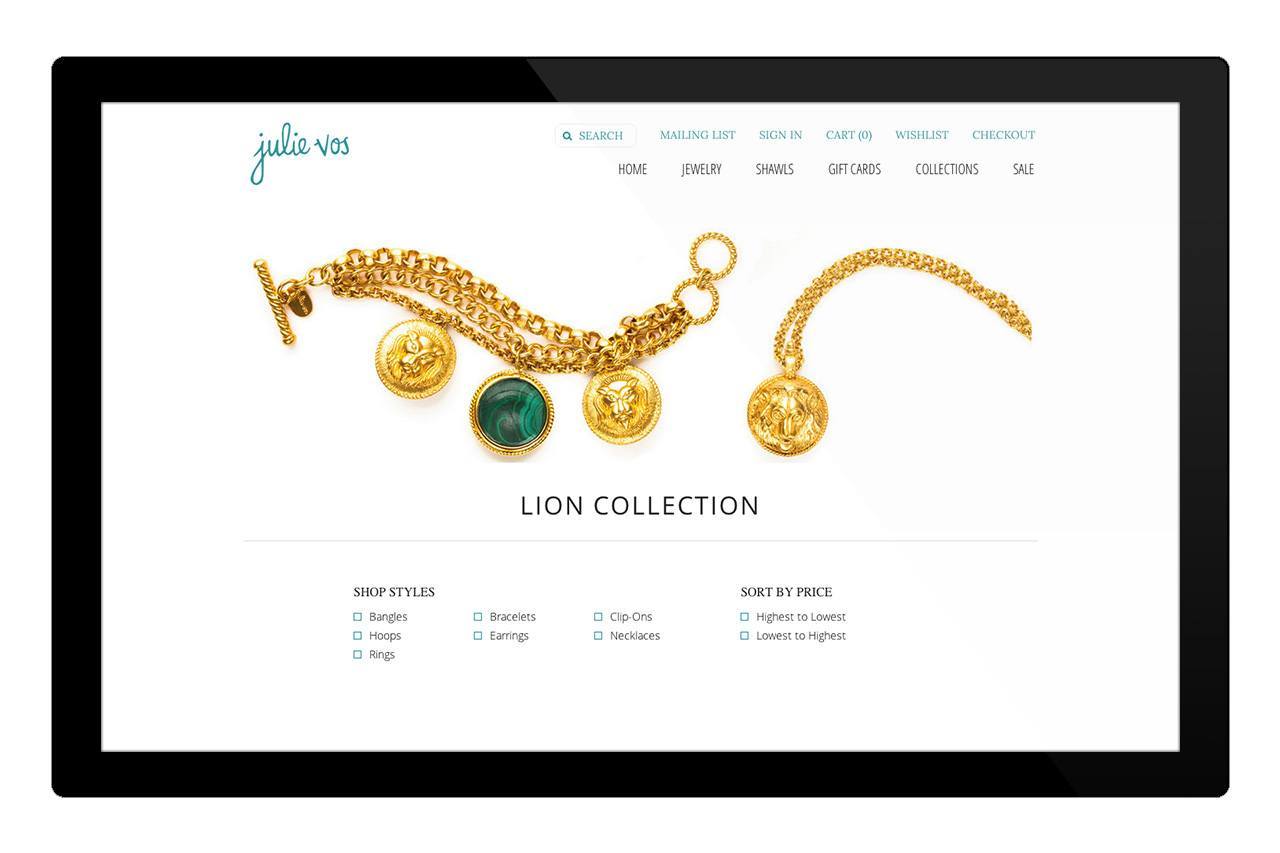 julie vos
SEARCH MAILING LIST SIGN IN CART (0) WISHLIST CHECKOUT
HOME JEWELRY SHAWLS GIFT CARDS COLLECTIONS SALE
LION COLLECTION
SHOP STYLES SORT BY PRICE
Bangles Bracelets Clip-Ons Highest to Lowest
Hoops Earrings Necklaces Lowest to Highest
Rings